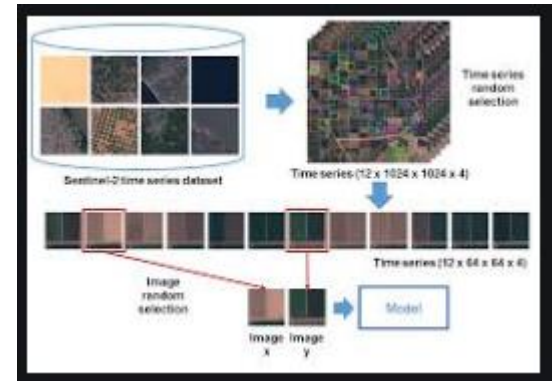 Time series
random
selection
Sentinel-2 time series dataset
Time series (12 x 1024 x 1024 x 4)
Time series (12 x 64 x 64 x 4)
Image
random
selection
Model
Image
x
Image
y